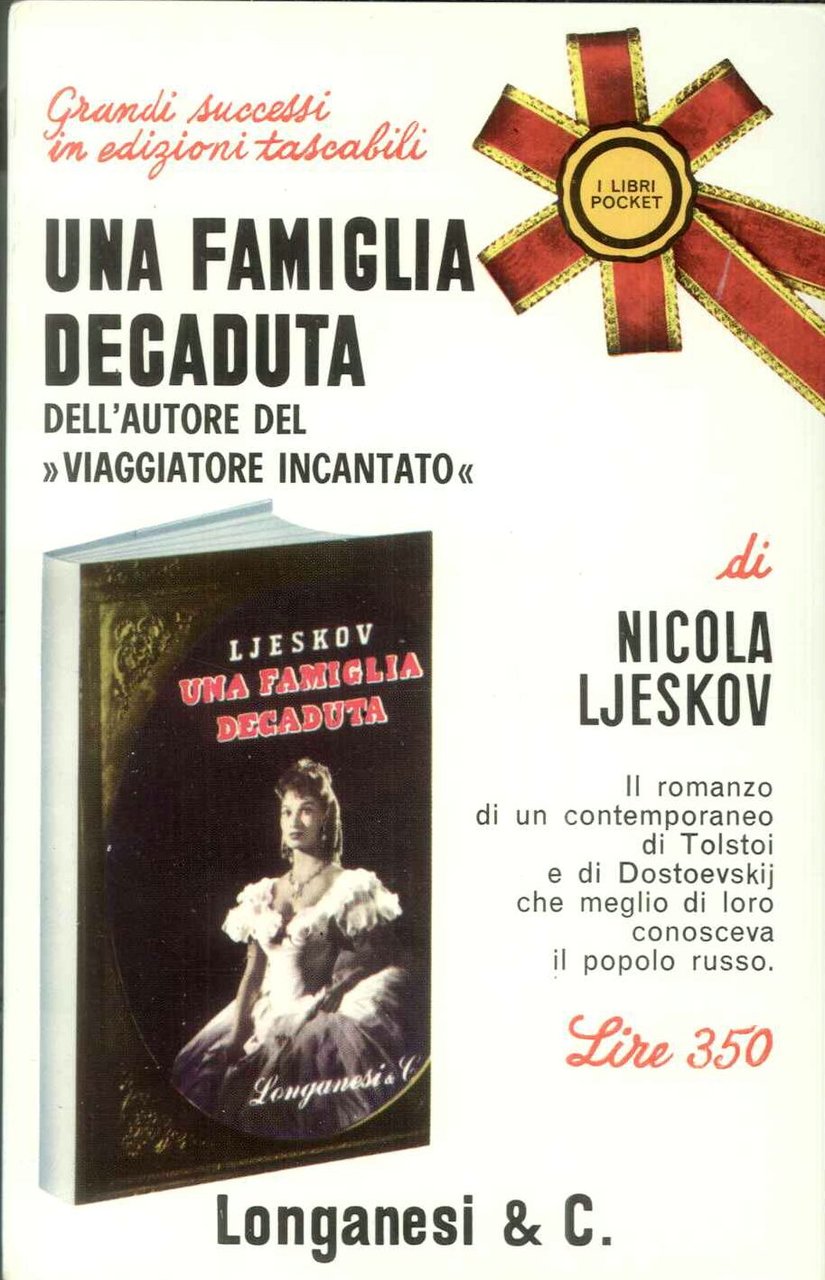 Grandi successi
in edizioni tascabili
I LIBRI
POCKET
UNA FAMIGLIA
DECADUTA
DELL'AUTORE DEL
»VIAGGIATORE INCANTATO«
LJESKOV
UNA FAMIGLIA
DECADUTA
Longanesi & C.
di
NICOLA
LJESKOV
Il romanzo
di un contemporaneo
di Tolstoi
e di Dostoevskij
che meglio di loro
conosceva
il popolo russo.
Lire 350
Longanesi & C.